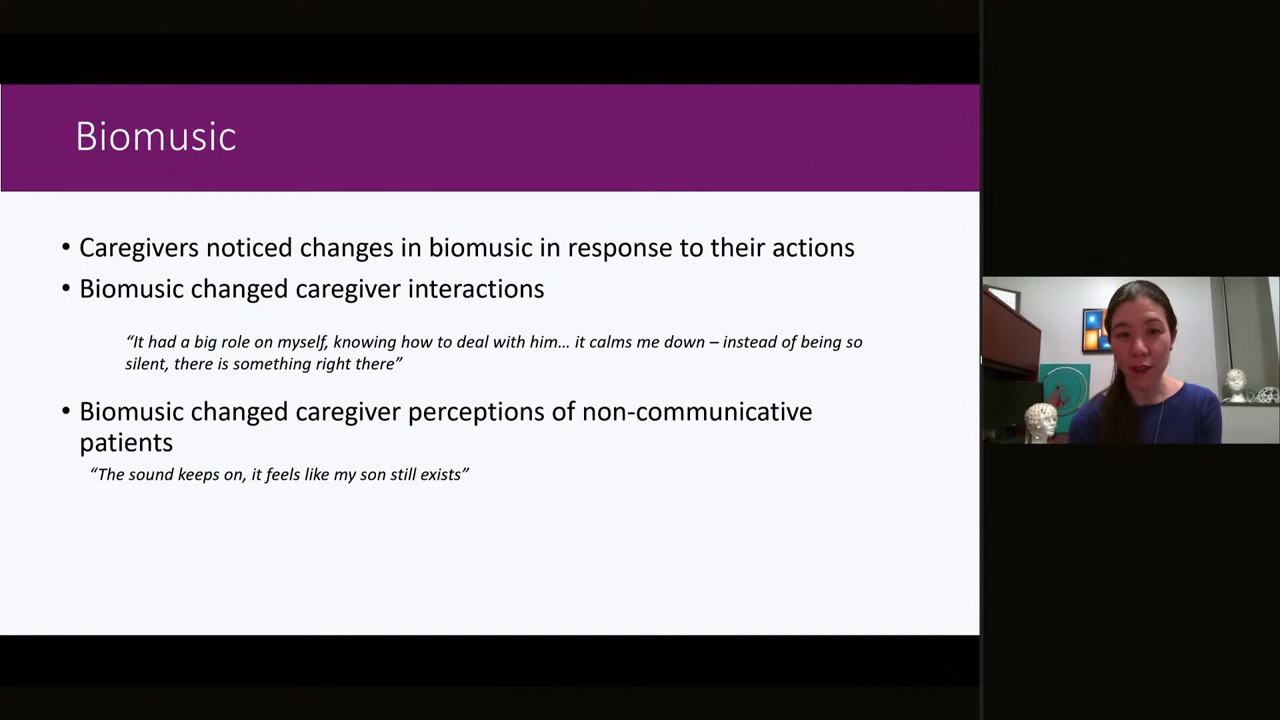 Biomusic
• Caregivers noticed changes in biomusic in response to their actions
• Biomusic changed caregiver interactions
“It had a big role on myself, knowing how to deal with him… it calms me down – instead of being so
silent, there is something right there”
• Biomusic changed caregiver perceptions of non-communicative
patients
“The sound keeps on, it feels like my son still exists”